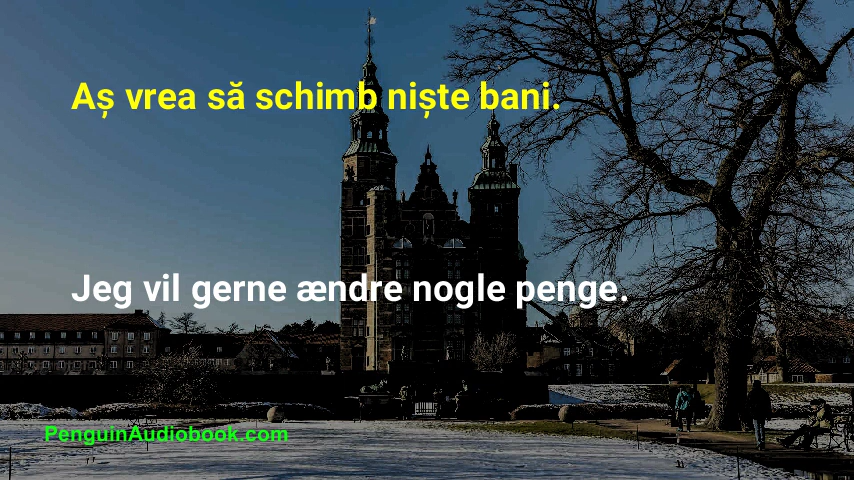 Aș vrea să schimb niște bani.
Jeg vil gerne ændre nogle penge.
PenguinAudiobook.com